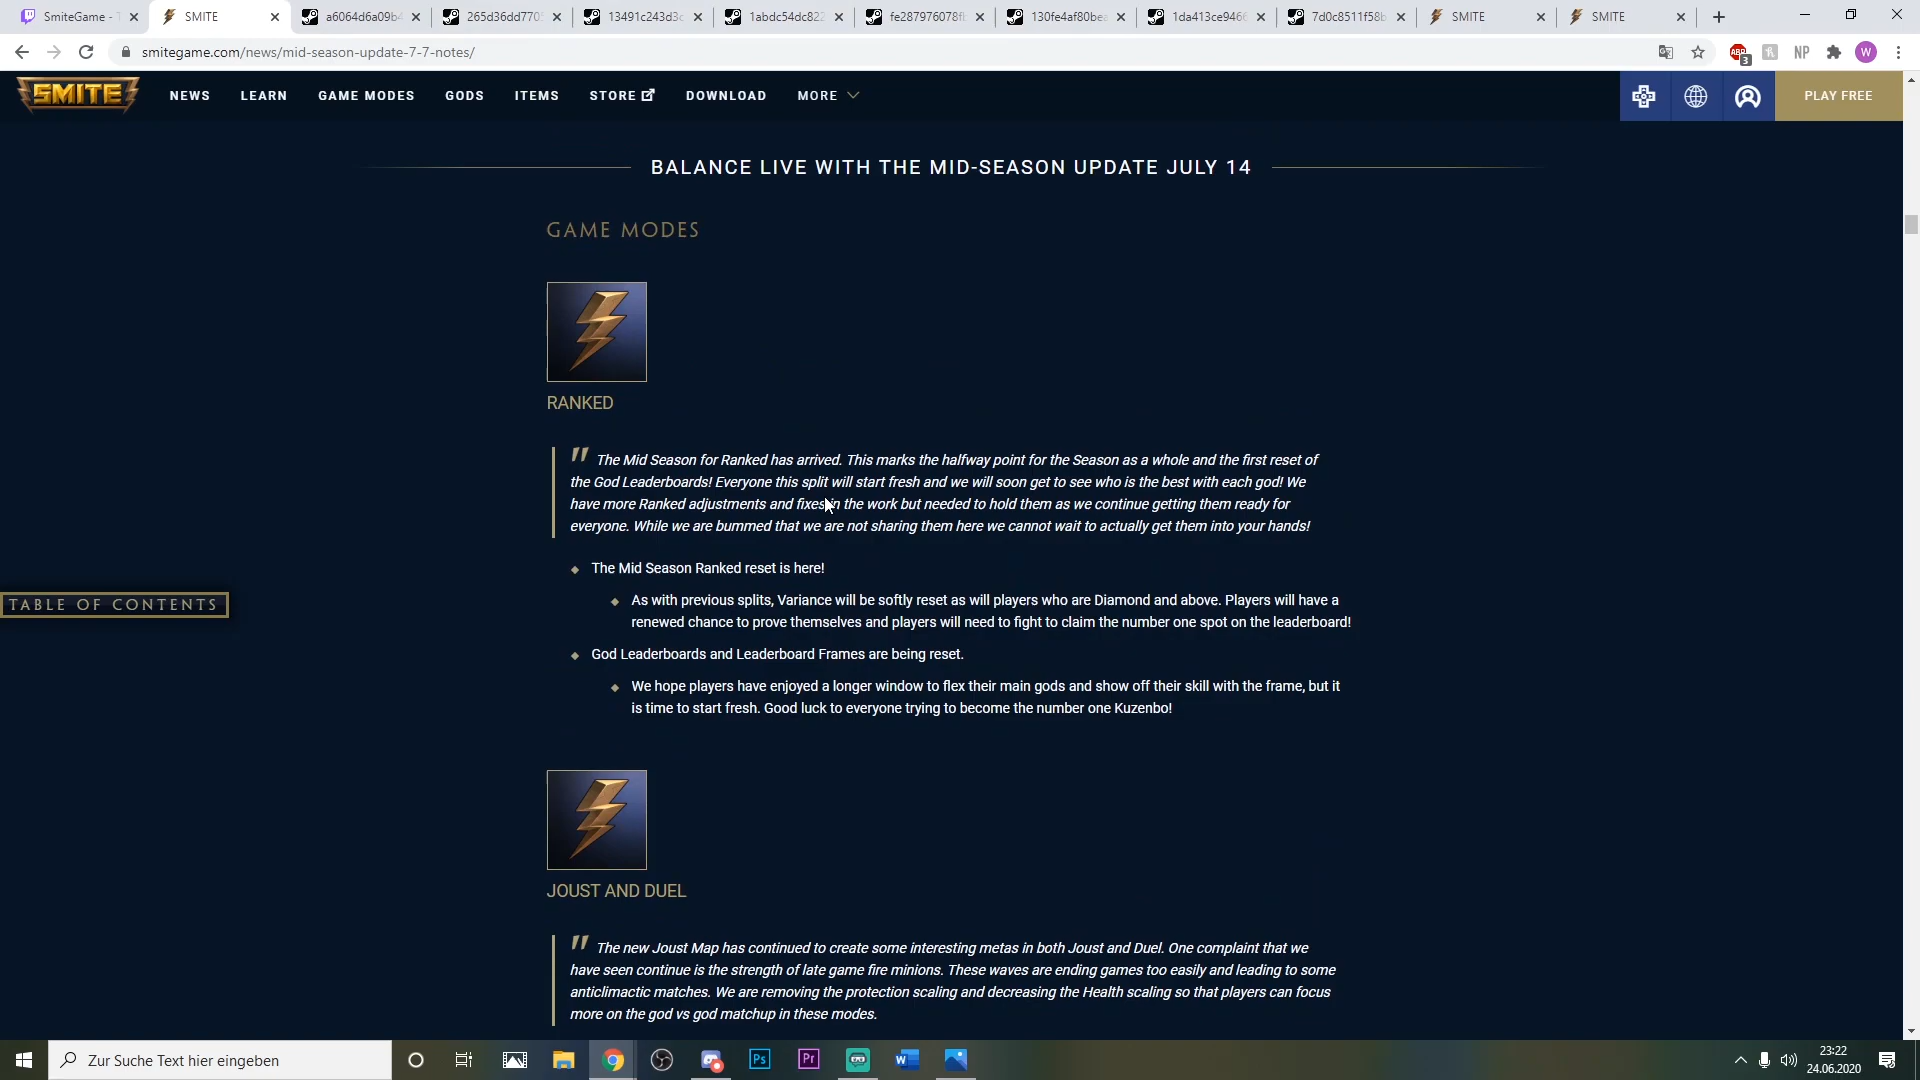 SmiteGame - T
SMITE
a6064d6a09b4
265d36dd7705
13491c243d3c
1abdc54dc822
fe287976078fb
130fe4af80bea
1da413ce9466
7d0c8511f58b
SMITE
SMITE
smitegame.com/news/mid-season-update-7-7-notes/
ABP
3
NP
W
SMITE
NEWS
LEARN
GAME MODES
GODS
ITEMS
STORE
DOWNLOAD
MORE
PLAY FREE
BALANCE LIVE WITH THE MID-SEASON UPDATE JULY 14
GAME MODES
RANKED
" The Mid Season for Ranked has arrived. This marks the halfway point for the Season as a whole and the first reset of
the God Leaderboards! Everyone this split will start fresh and we will soon get to see who is the best with each god! We
have more Ranked adjustments and fixes in the work but needed to hold them as we continue getting them ready for
everyone. While we are bummed that we are not sharing them here we cannot wait to actually get them into your hands!
The Mid Season Ranked reset is here!
As with previous splits, Variance will be softly reset as will players who are Diamond and above. Players will have a
renewed chance to prove themselves and players will need to fight to claim the number one spot on the leaderboard!
TABLE OF CONTENTS
God Leaderboards and Leaderboard Frames are being reset.
We hope players have enjoyed a longer window to flex their main gods and show off their skill with the frame, but it
is time to start fresh. Good luck to everyone trying to become the number one Kuzenbo!
JOUST AND DUEL
" The new Joust Map has continued to create some interesting metas in both Joust and Duel. One complaint that we
have seen continue is the strength of late game fire minions. These waves are ending games too easily and leading to some
anticlimactic matches. We are removing the protection scaling and decreasing the Health scaling so that players can focus
more on the god vs god matchup in these modes.
Zur Suche Text hier eingeben
Ps
Pr
W
23:22
24.06.2020